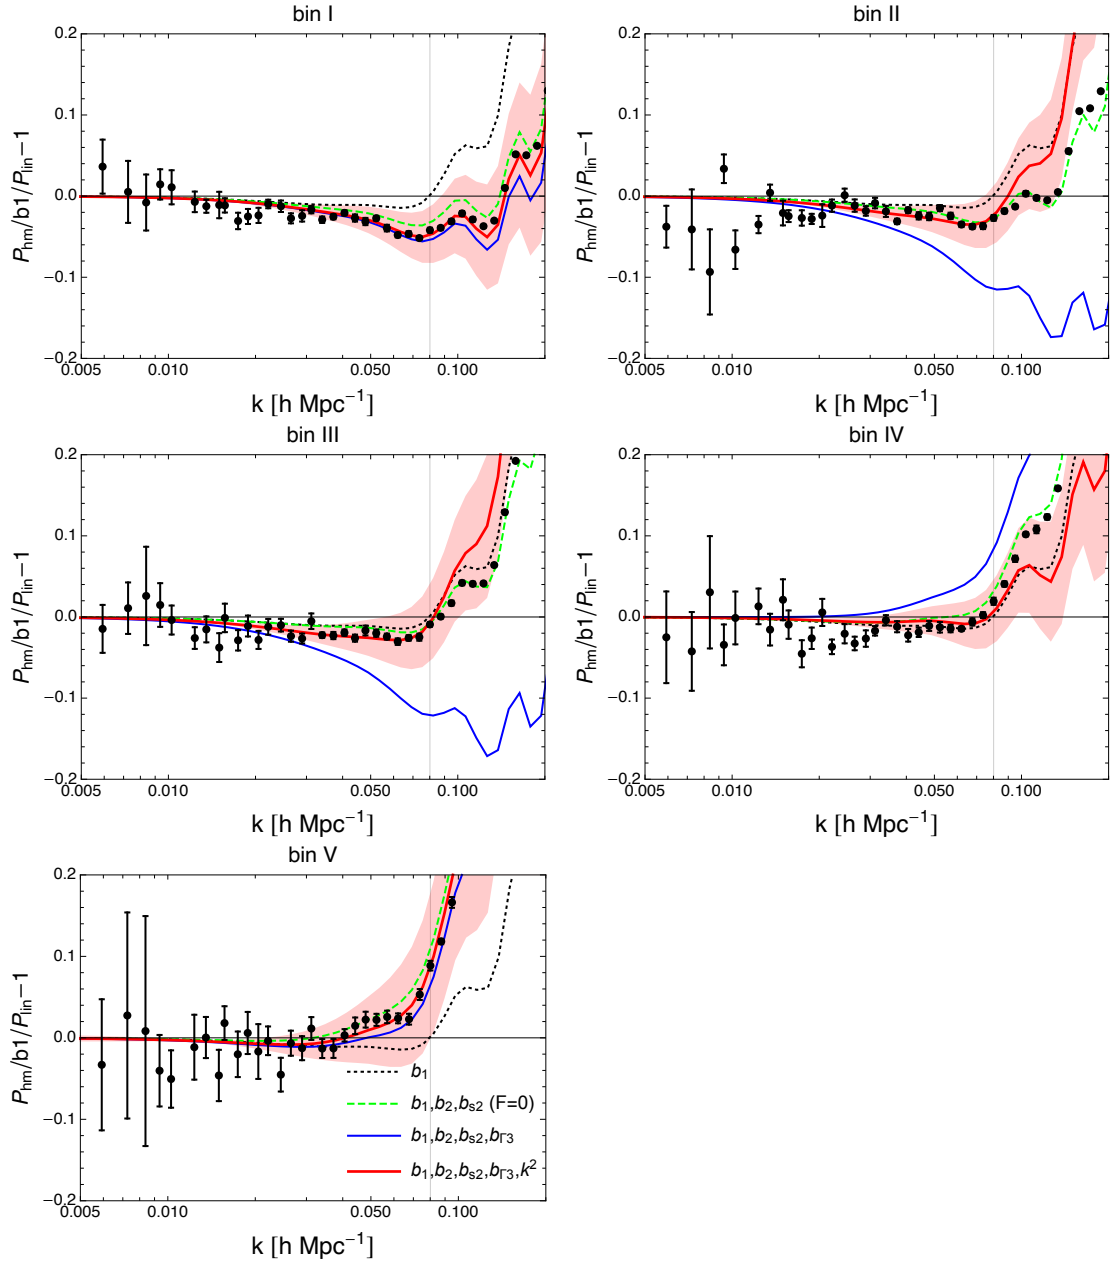 bin I
0.2
0.1
0.0
−0.1
−0.2
0.005 0.010 0.050 0.100
P_hm/b1/P_lin−1
k [h Mpc⁻¹]
bin II
0.2
0.1
0.0
−0.1
−0.2
0.005 0.010 0.050 0.100
P_hm/b1/P_lin−1
k [h Mpc⁻¹]
bin III
0.2
0.1
0.0
−0.1
−0.2
0.005 0.010 0.050 0.100
P_hm/b1/P_lin−1
k [h Mpc⁻¹]
bin IV
0.2
0.1
0.0
−0.1
−0.2
0.005 0.010 0.050 0.100
P_hm/b1/P_lin−1
k [h Mpc⁻¹]
bin V
0.2
0.1
0.0
−0.1
−0.2
0.005 0.010 0.050 0.100
P_hm/b1/P_lin−1
k [h Mpc⁻¹]
b₁
b₁,b₂,b_s2 (F=0)
b₁,b₂,b_s2,b_Γ3
b₁,b₂,b_s2,b_Γ3,k²